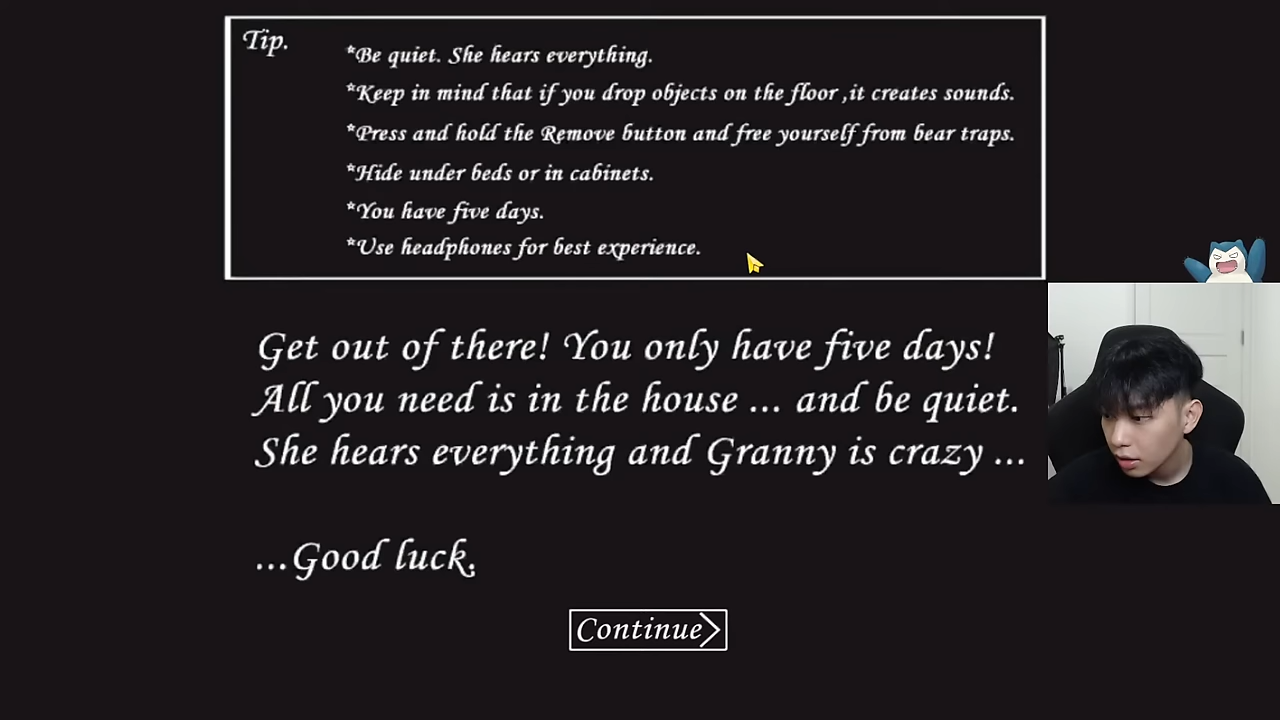 Tip.
*Be quiet. She hears everything.
*Keep in mind that if you drop objects on the floor ,it creates sounds.
*Press and hold the Remove button and free yourself from bear traps.
*Hide under beds or in cabinets.
*You have five days.
*Use headphones for best experience.
Get out of there! You only have five days!
All you need is in the house ... and be quiet.
She hears everything and Granny is crazy ...
...Good luck.
Continue